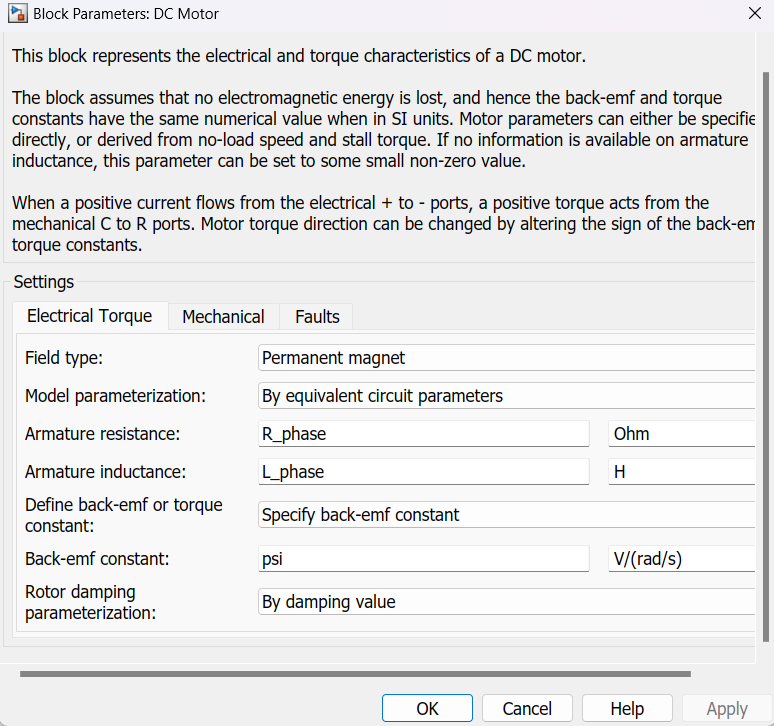 Block Parameters: DC Motor
This block represents the electrical and torque characteristics of a DC motor.
The block assumes that no electromagnetic energy is lost, and hence the back-emf and torque
constants have the same numerical value when in SI units. Motor parameters can either be specifie
directly, or derived from no-load speed and stall torque. If no information is available on armature
inductance, this parameter can be set to some small non-zero value.
When a positive current flows from the electrical + to - ports, a positive torque acts from the
mechanical C to R ports. Motor torque direction can be changed by altering the sign of the back-em
torque constants.
Settings
Electrical Torque Mechanical Faults
Field type: Permanent magnet
Model parameterization: By equivalent circuit parameters
Armature resistance: R_phase Ohm
Armature inductance: L_phase H
Define back-emf or torque
constant: Specify back-emf constant
Back-emf constant: psi V/(rad/s)
Rotor damping
parameterization: By damping value
OK Cancel Help Apply